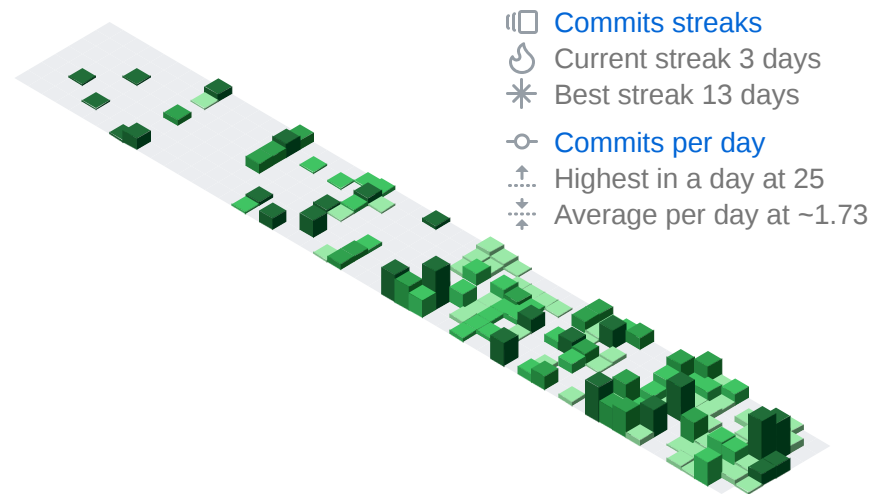 Commits streaks
Current streak 3 days
Best streak 13 days
Commits per day
Highest in a day at 25
Average per day at ~1.73